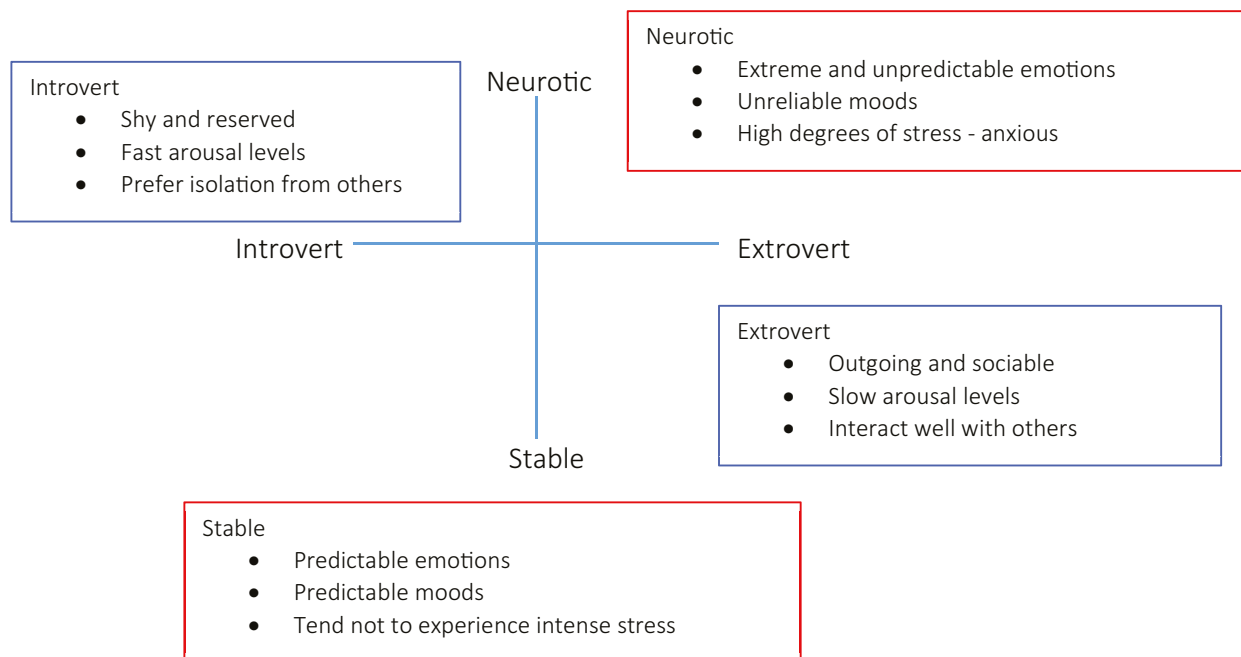 Neurotic
• Extreme and unpredictable emotions
• Unreliable moods
• High degrees of stress - anxious
Introvert
• Shy and reserved
• Fast arousal levels
• Prefer isolation from others
Neurotic
Introvert
Extrovert
Extrovert
• Outgoing and sociable
• Slow arousal levels
• Interact well with others
Stable
Stable
• Predictable emotions
• Predictable moods
• Tend not to experience intense stress